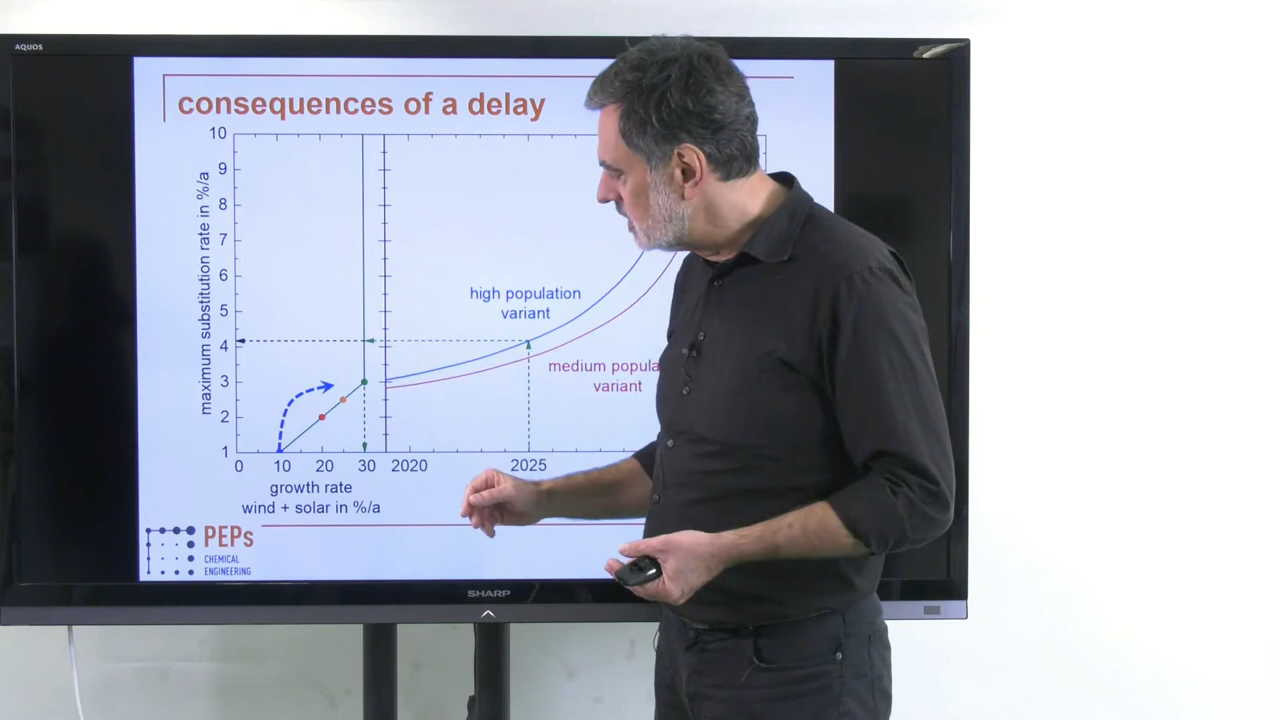 AQUOS
consequences of a delay
maximum substitution rate in %/a
10
9
8
7
6
5
4
3
2
1
high population
variant
medium popula
variant
0 10 20 30 2020 2025
growth rate
wind + solar in %/a
PEPs
CHEMICAL
ENGINEERING
SHARP